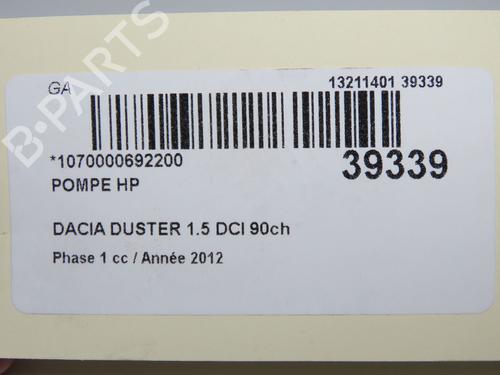 B-PARTS
GA
13211401 39339
*1070000692200
39339
POMPE HP
DACIA DUSTER 1.5 DCI 90ch
Phase 1 cc / Année 2012